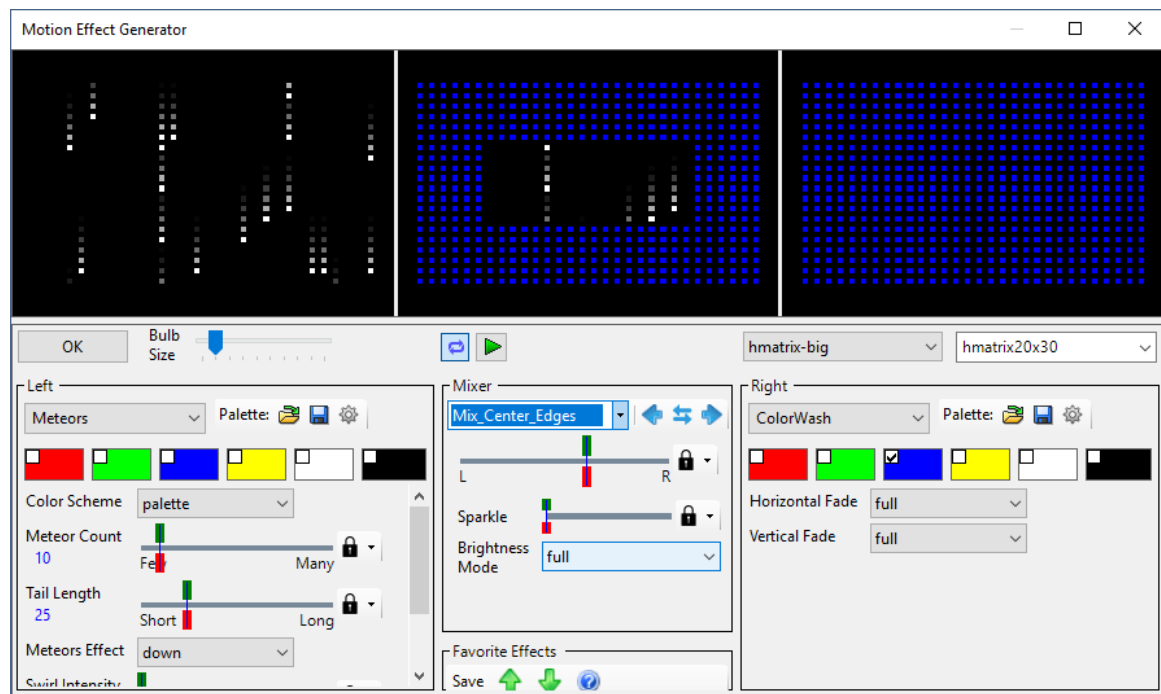 Motion Effect Generator
OK
Bulb
Size
hmatrix-big
hmatrix20x30
Left
Meteors
Palette:
Color Scheme
palette
Meteor Count
10
Few
Many
Tail Length
25
Short
Long
Meteors Effect
down
Swirl Intensity
Mixer
Mix_Center_Edges
L
R
Sparkle
Brightness
Mode
full
Favorite Effects
Save
Right
ColorWash
Palette:
Horizontal Fade
full
Vertical Fade
full